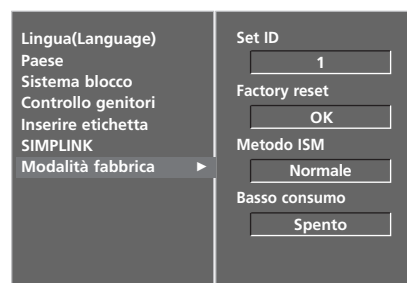 Lingua(Language)
Paese
Sistema blocco
Controllo genitori
Inserire etichetta
SIMPLINK
Modalità fabbrica ►
Set ID
1
Factory reset
OK
Metodo ISM
Normale
Basso consumo
Spento